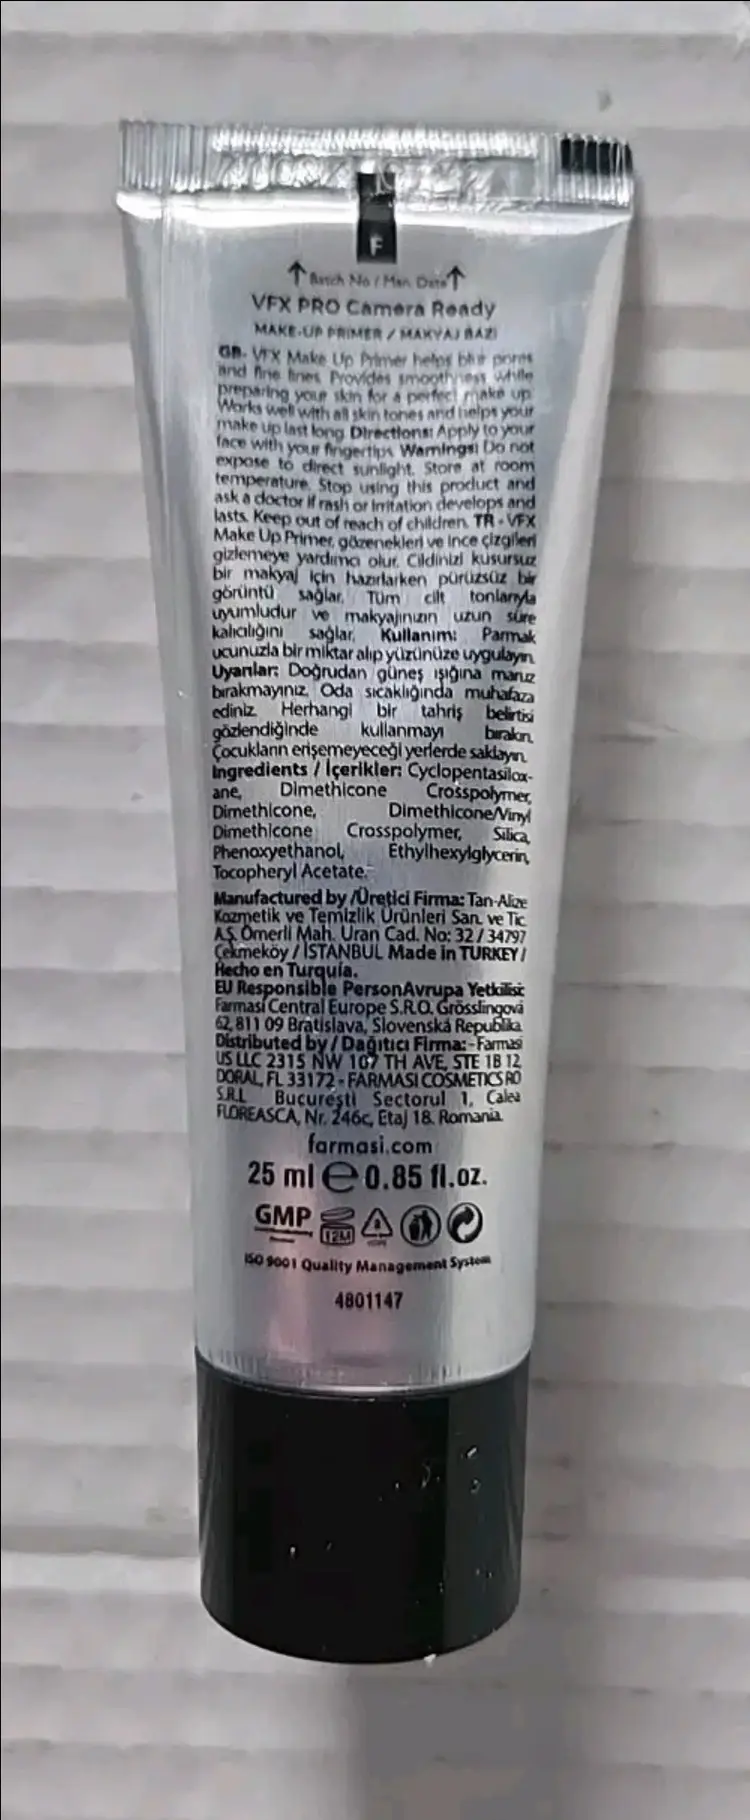 F
Batch No / Man. Date
VFX PRO Camera Ready
MAKE-UP PRIMER / MAKYAJ BAZI
GB- VFX Make Up Primer helps blur pores
and fine lines. Provides smoothness while
preparing your skin for a perfect make up.
Works well with all skin tones and helps your
make up last long. Directions: Apply to your
face with your fingertips. Warnings: Do not
expose to direct sunlight. Store at room
temperature. Stop using this product and
ask a doctor if rash or irritation develops and
lasts. Keep out of reach of children. TR - VFX
Make Up Primer, gözenekleri ve ince çizgileri
gizlemeye yardımcı olur. Cildinizi kusursuz
bir makyaj için hazırlarken pürüzsüz bir
görüntü sağlar. Tüm cilt tonlarıyla
uyumludur ve makyajınızın uzun süre
kalıcılığını sağlar. Kullanım: Parmak
ucunuzla bir miktar alıp yüzünüze uygulayın.
Uyarılar: Doğrudan güneş ışığına maruz
bırakmayınız. Oda sıcaklığında muhafaza
ediniz. Herhangi bir tahriş belirtisi
gözlendiğinde kullanmayı bırakın.
Çocukların erişemeyeceği yerlerde saklayın.
Ingredients / İçerikler: Cyclopentasilox-
ane, Dimethicone Crosspolymer,
Dimethicone, Dimethicone/Vinyl
Dimethicone Crosspolymer, Silica,
Phenoxyethanol, Ethylhexylglycerin,
Tocopheryl Acetate.
Manufactured by /Üretici Firma: Tan-Alize
Kozmetik ve Temizlik Ürünleri San. ve Tic.
A.Ş. Ömerli Mah. Uran Cad. No: 32 / 34797
Çekmeköy / İSTANBUL Made in TURKEY /
Hecho en Turquía.
EU Responsible PersonAvrupa Yetkilisi:
Farmasi Central Europe S.R.O. Grösslingová
62, 811 09 Bratislava, Slovenská Republika
Distributed by / Dağıtıcı Firma: - Farmasi
US LLC 2315 NW 107 TH AVE, STE 1B 12
DORAL, FL 33172 - FARMASI COSMETICS RO
S.R.L Bucureşti Sectorul 1, Calea
FLOREASCA, Nr. 246c, Etaj 18. Romania.
farmasi.com
25 ml e 0.85 fl.oz.
GMP 12M
ISO 9001 Quality Management System
4801147